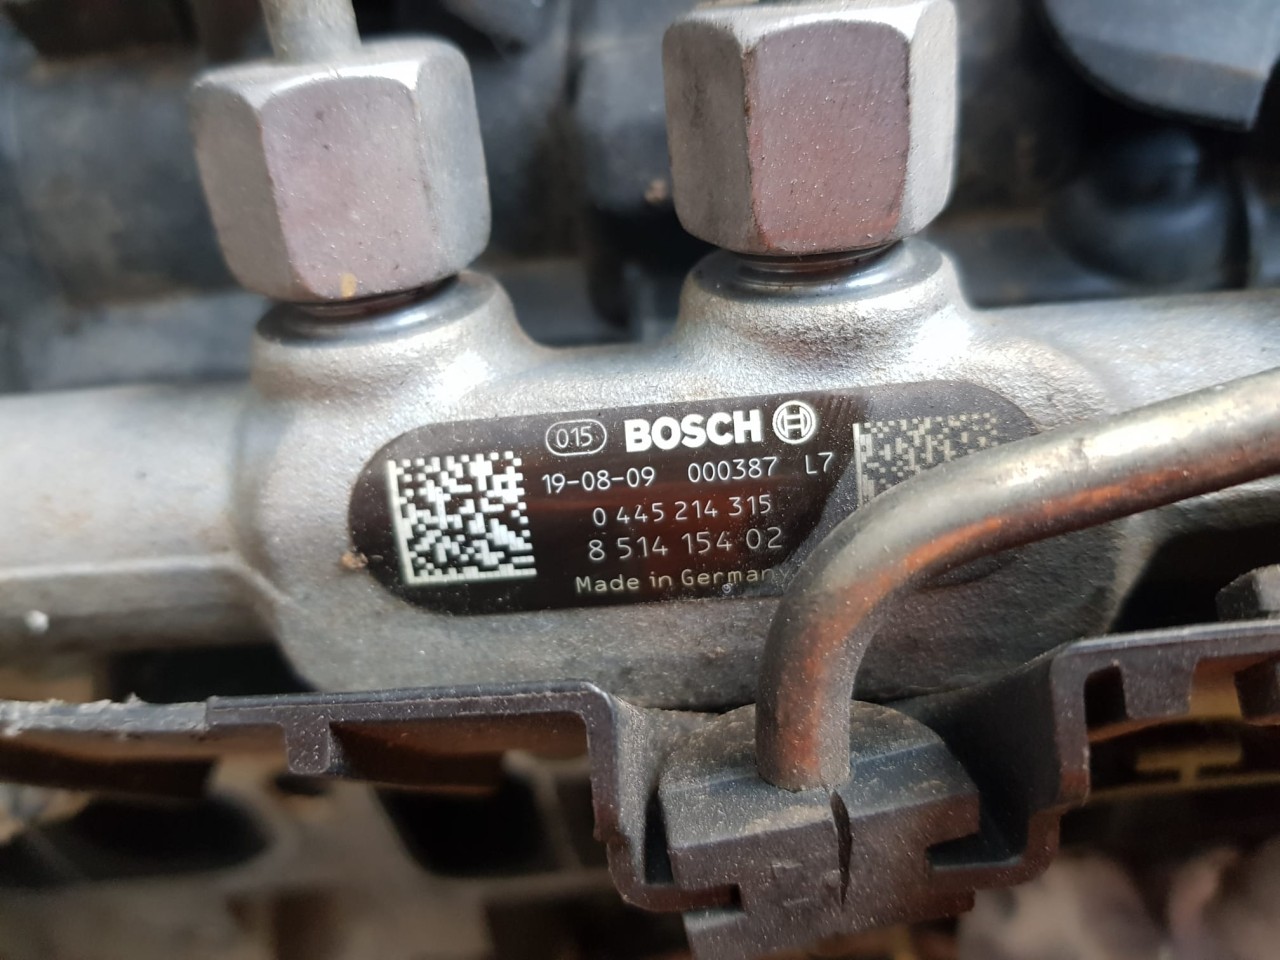 015 BOSCH
19-08-09 000387 L7
0 445 214 315
8 514 154 02
Made in German